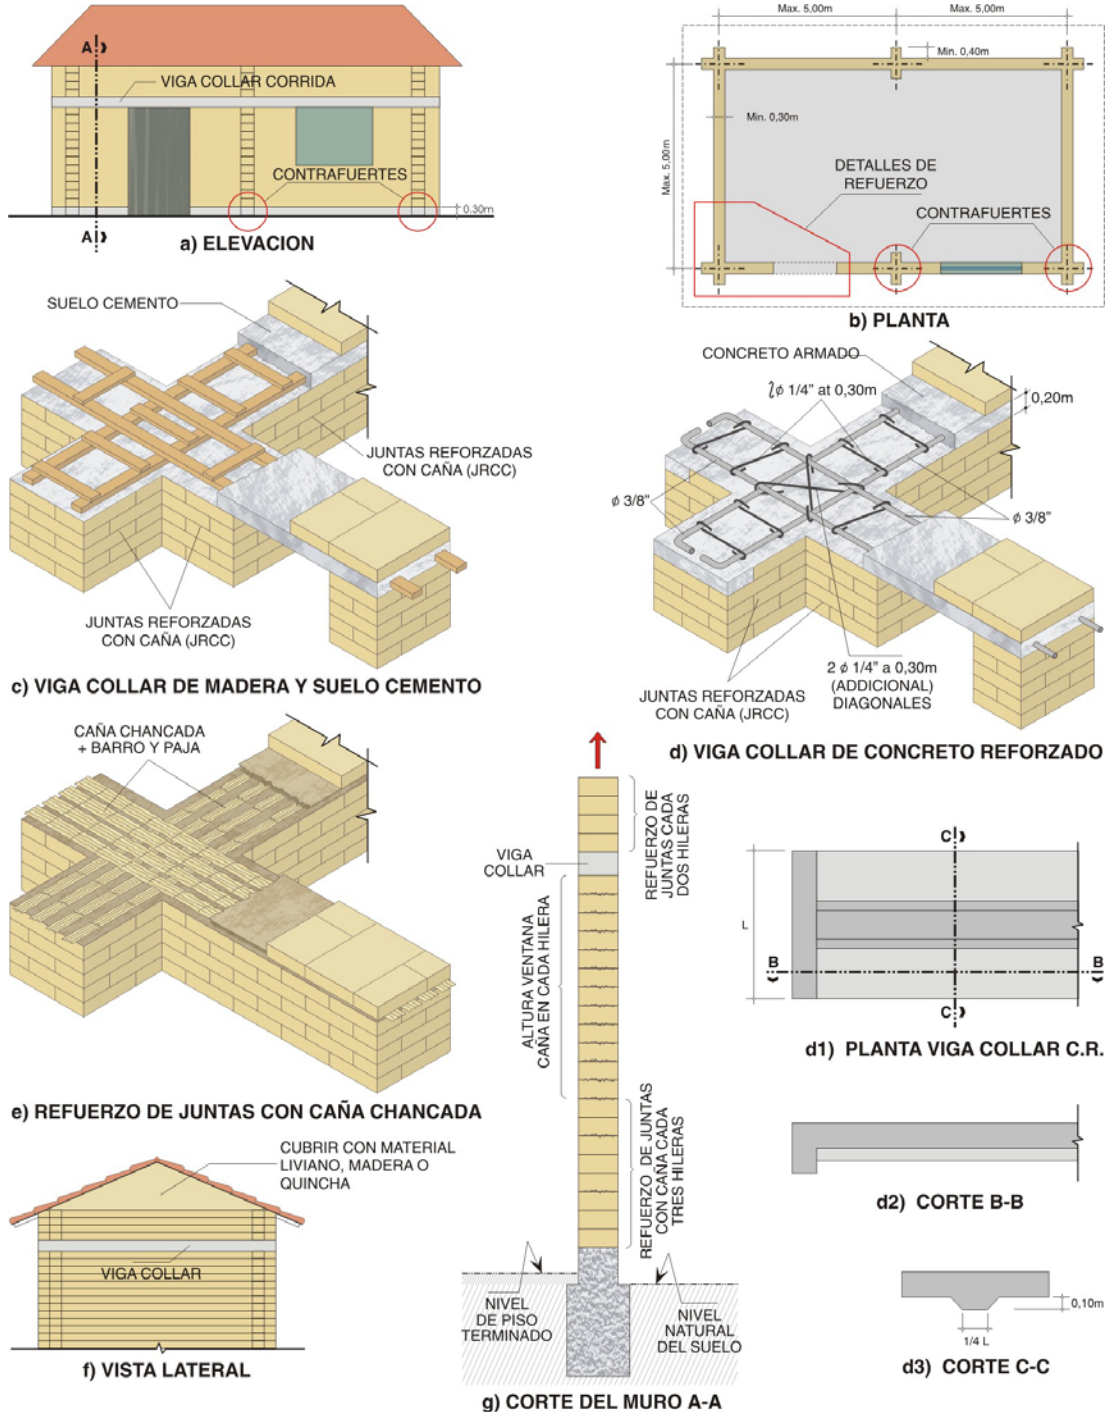 A
VIGA COLLAR CORRIDA
CONTRAFUERTES
0.30m
A
a) ELEVACION
Max. 5,00m
Max. 5,00m
Min. 0,40m
Min. 0,30m
Max. 5,00m
DETALLES DE
REFUERZO
CONTRAFUERTES
b) PLANTA
SUELO CEMENTO
JUNTAS REFORZADAS
CON CAÑA (JRCC)
JUNTAS REFORZADAS
CON CAÑA (JRCC)
c) VIGA COLLAR DE MADERA Y SUELO CEMENTO
CONCRETO ARMADO
ϕ 1/4" at 0,30m
0,20m
ϕ 3/8"
ϕ 3/8"
2 ϕ 1/4" a 0,30m
(ADDICIONAL)
DIAGONALES
JUNTAS REFORZADAS
CON CAÑA (JRCC)
d) VIGA COLLAR DE CONCRETO REFORZADO
CAÑA CHANCADA
+ BARRO Y PAJA
e) REFUERZO DE JUNTAS CON CAÑA CHANCADA
REFUERZO DE
JUNTAS CADA
DOS HILERAS
VIGA
COLLAR
ALTURA VENTANA
CAÑA EN CADA HILERA
REFUERZO DE JUNTAS
CON CAÑA CADA
TRES HILERAS
NIVEL
DE PISO
TERMINADO
NIVEL
NATURAL
DEL SUELO
g) CORTE DEL MURO A-A
C
L
B
B
C
d1) PLANTA VIGA COLLAR C.R.
d2) CORTE B-B
0,10m
1/4 L
d3) CORTE C-C
CUBRIR CON MATERIAL
LIVIANO, MADERA O
QUINCHA
VIGA COLLAR
f) VISTA LATERAL